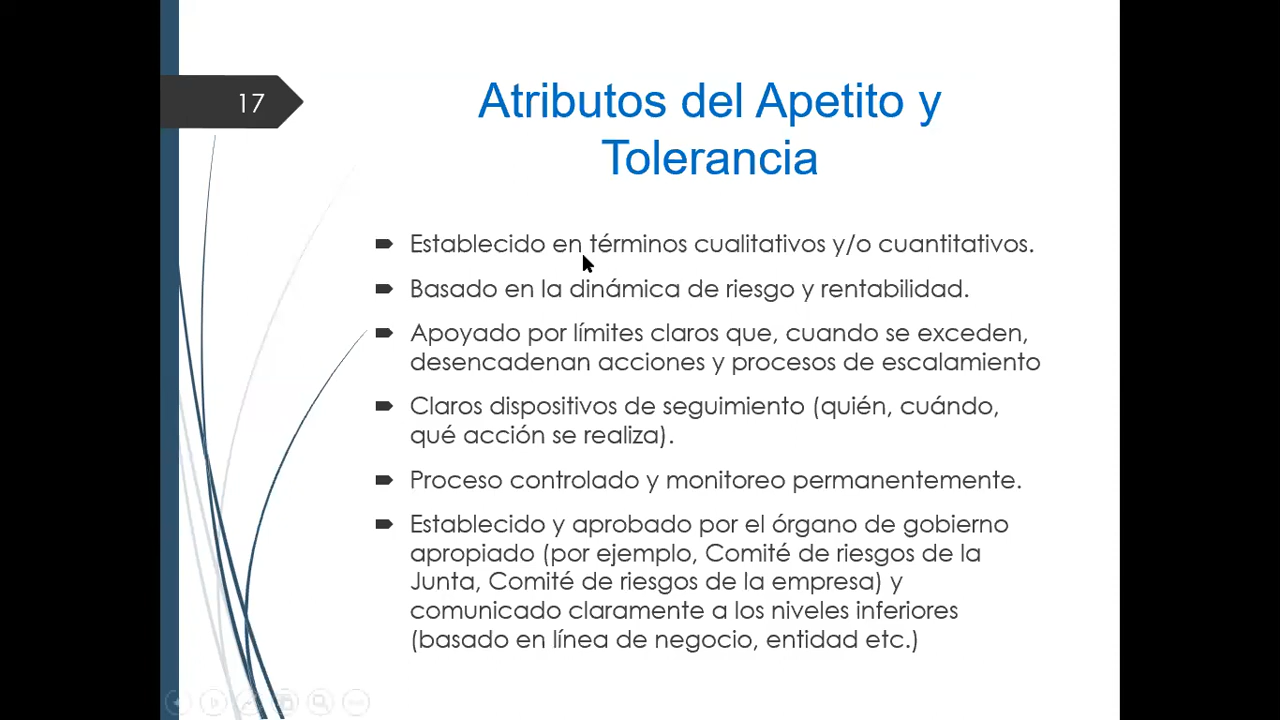 17
Atributos del Apetito y
Tolerancia
Establecido en términos cualitativos y/o cuantitativos.
Basado en la dinámica de riesgo y rentabilidad.
Apoyado por límites claros que, cuando se exceden,
desencadenan acciones y procesos de escalamiento
Claros dispositivos de seguimiento (quién, cuándo,
qué acción se realiza).
Proceso controlado y monitoreo permanentemente.
Establecido y aprobado por el órgano de gobierno
apropiado (por ejemplo, Comité de riesgos de la
Junta, Comité de riesgos de la empresa) y
comunicado claramente a los niveles inferiores
(basado en línea de negocio, entidad etc.)